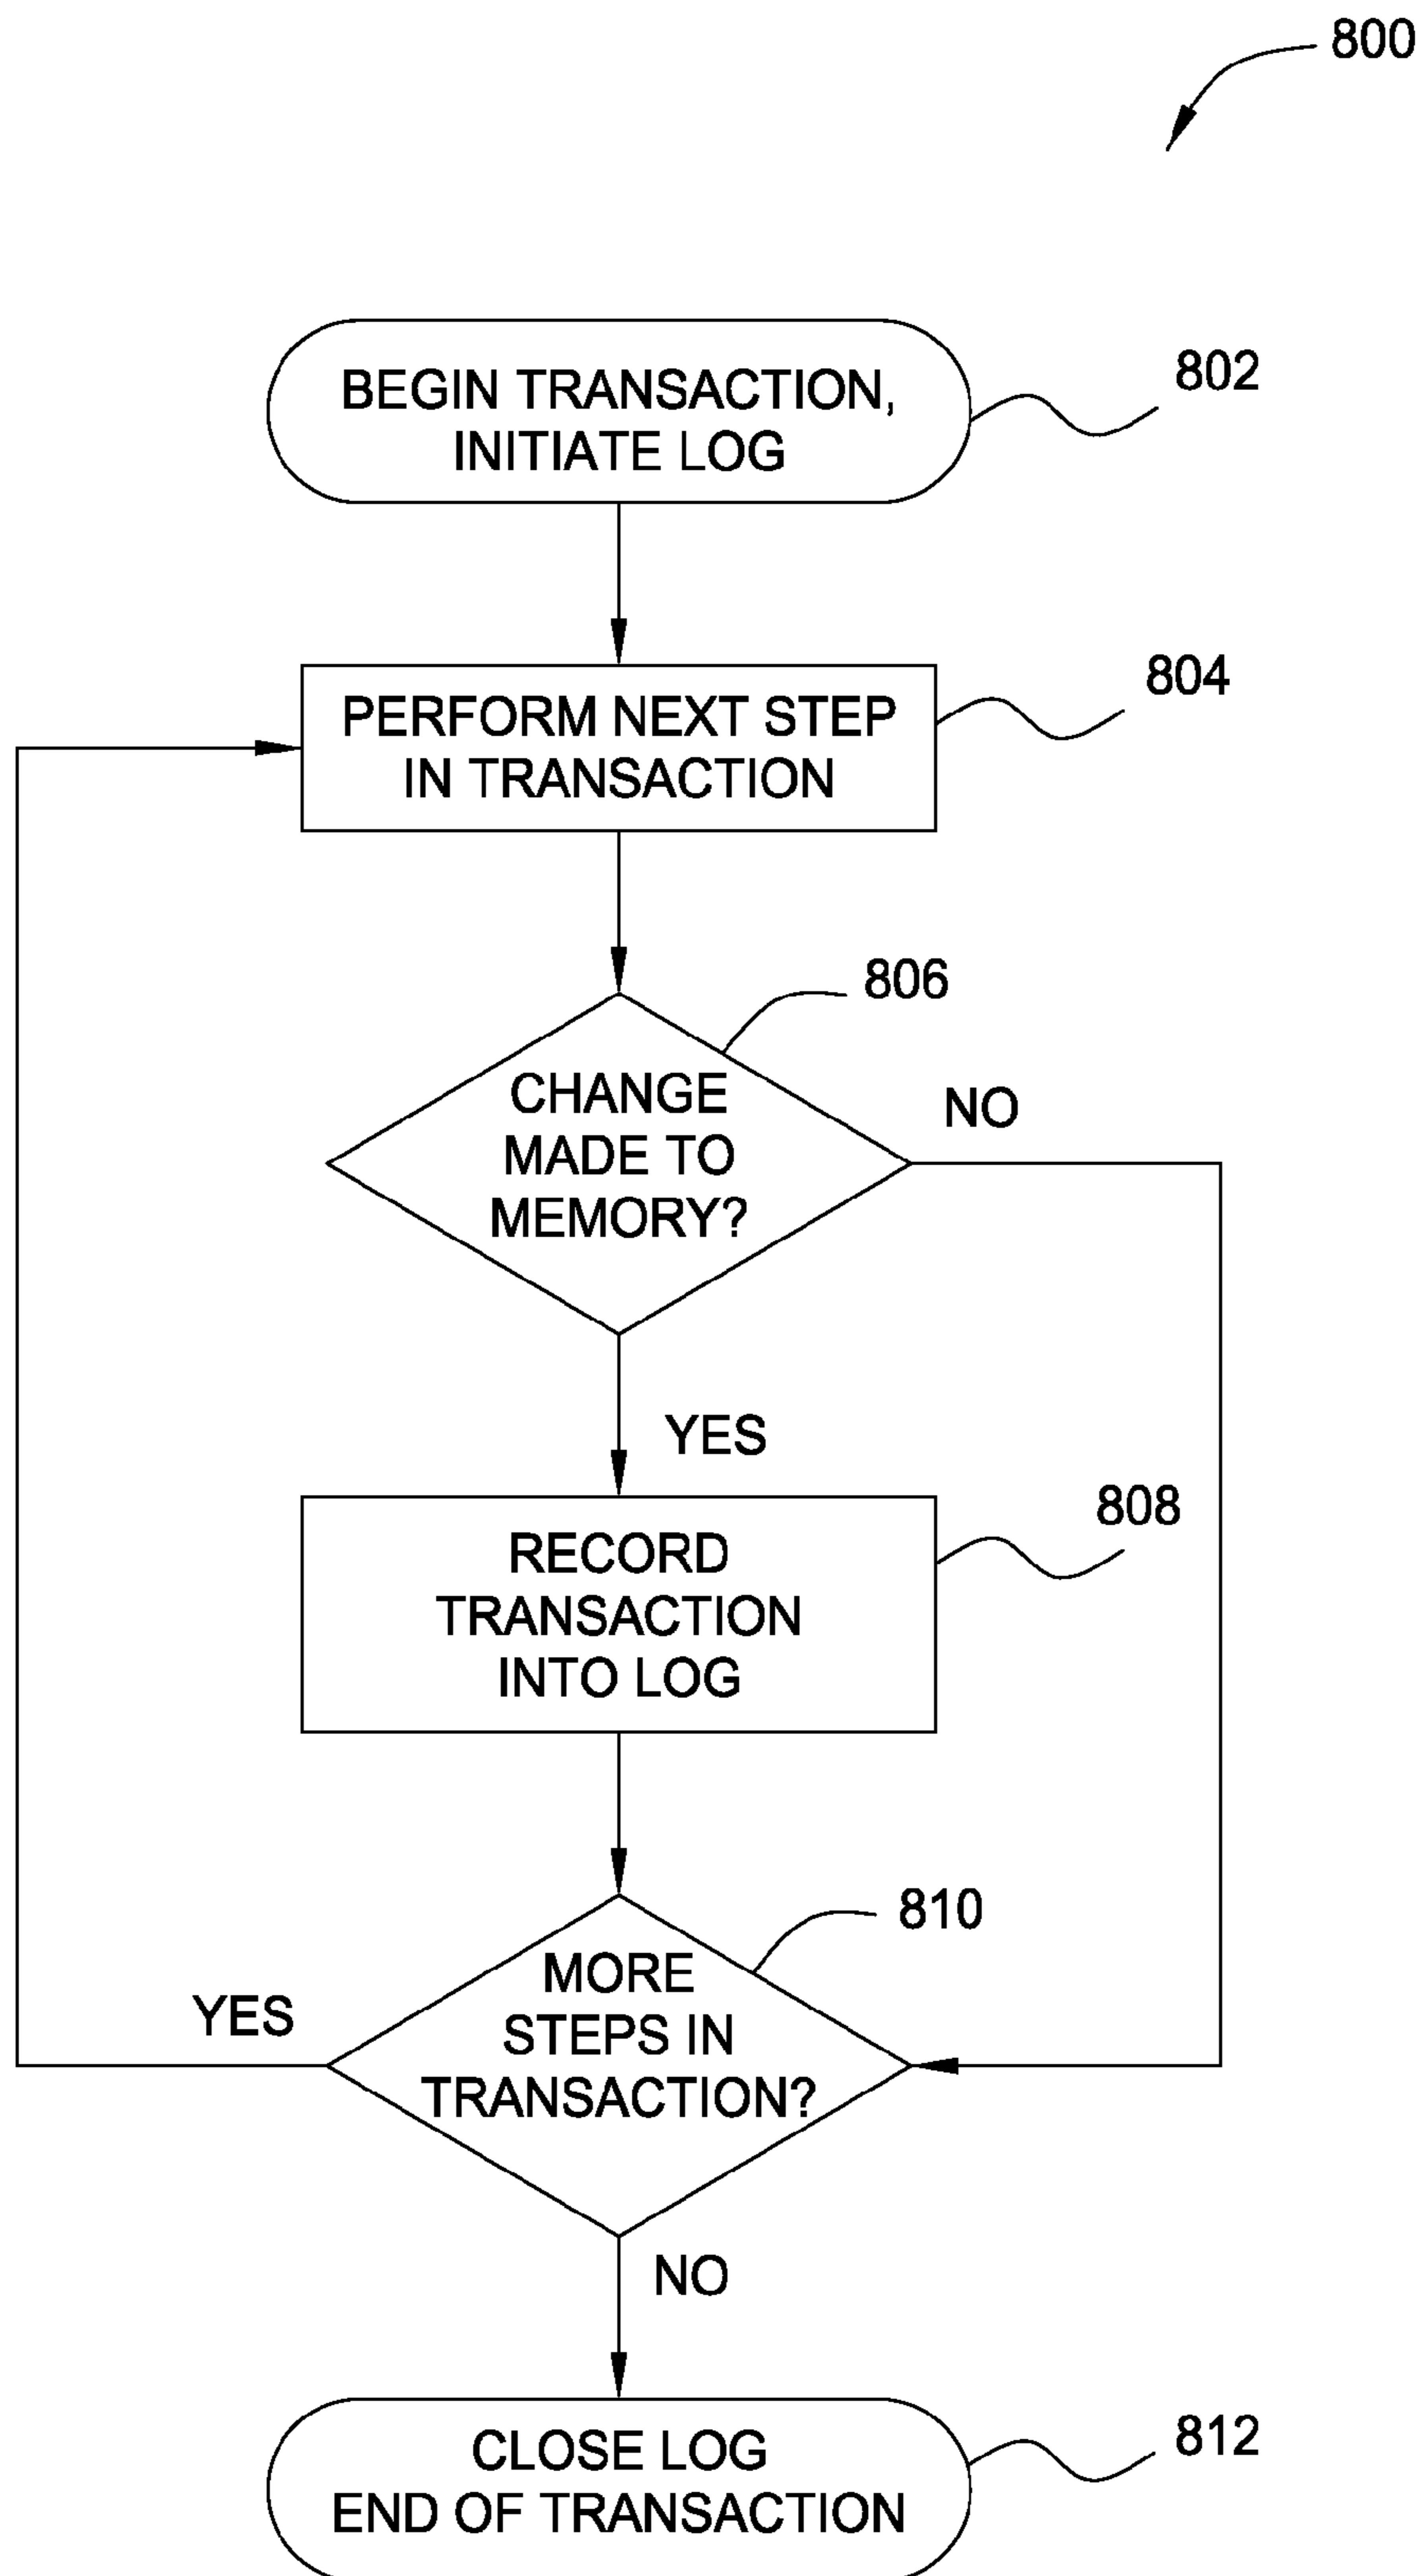 800
BEGIN TRANSACTION,
INITIATE LOG
802
PERFORM NEXT STEP
IN TRANSACTION
804
806
CHANGE
MADE TO
MEMORY?
NO
YES
RECORD
TRANSACTION
INTO LOG
808
810
MORE
STEPS IN
TRANSACTION?
YES
NO
CLOSE LOG
END OF TRANSACTION
812